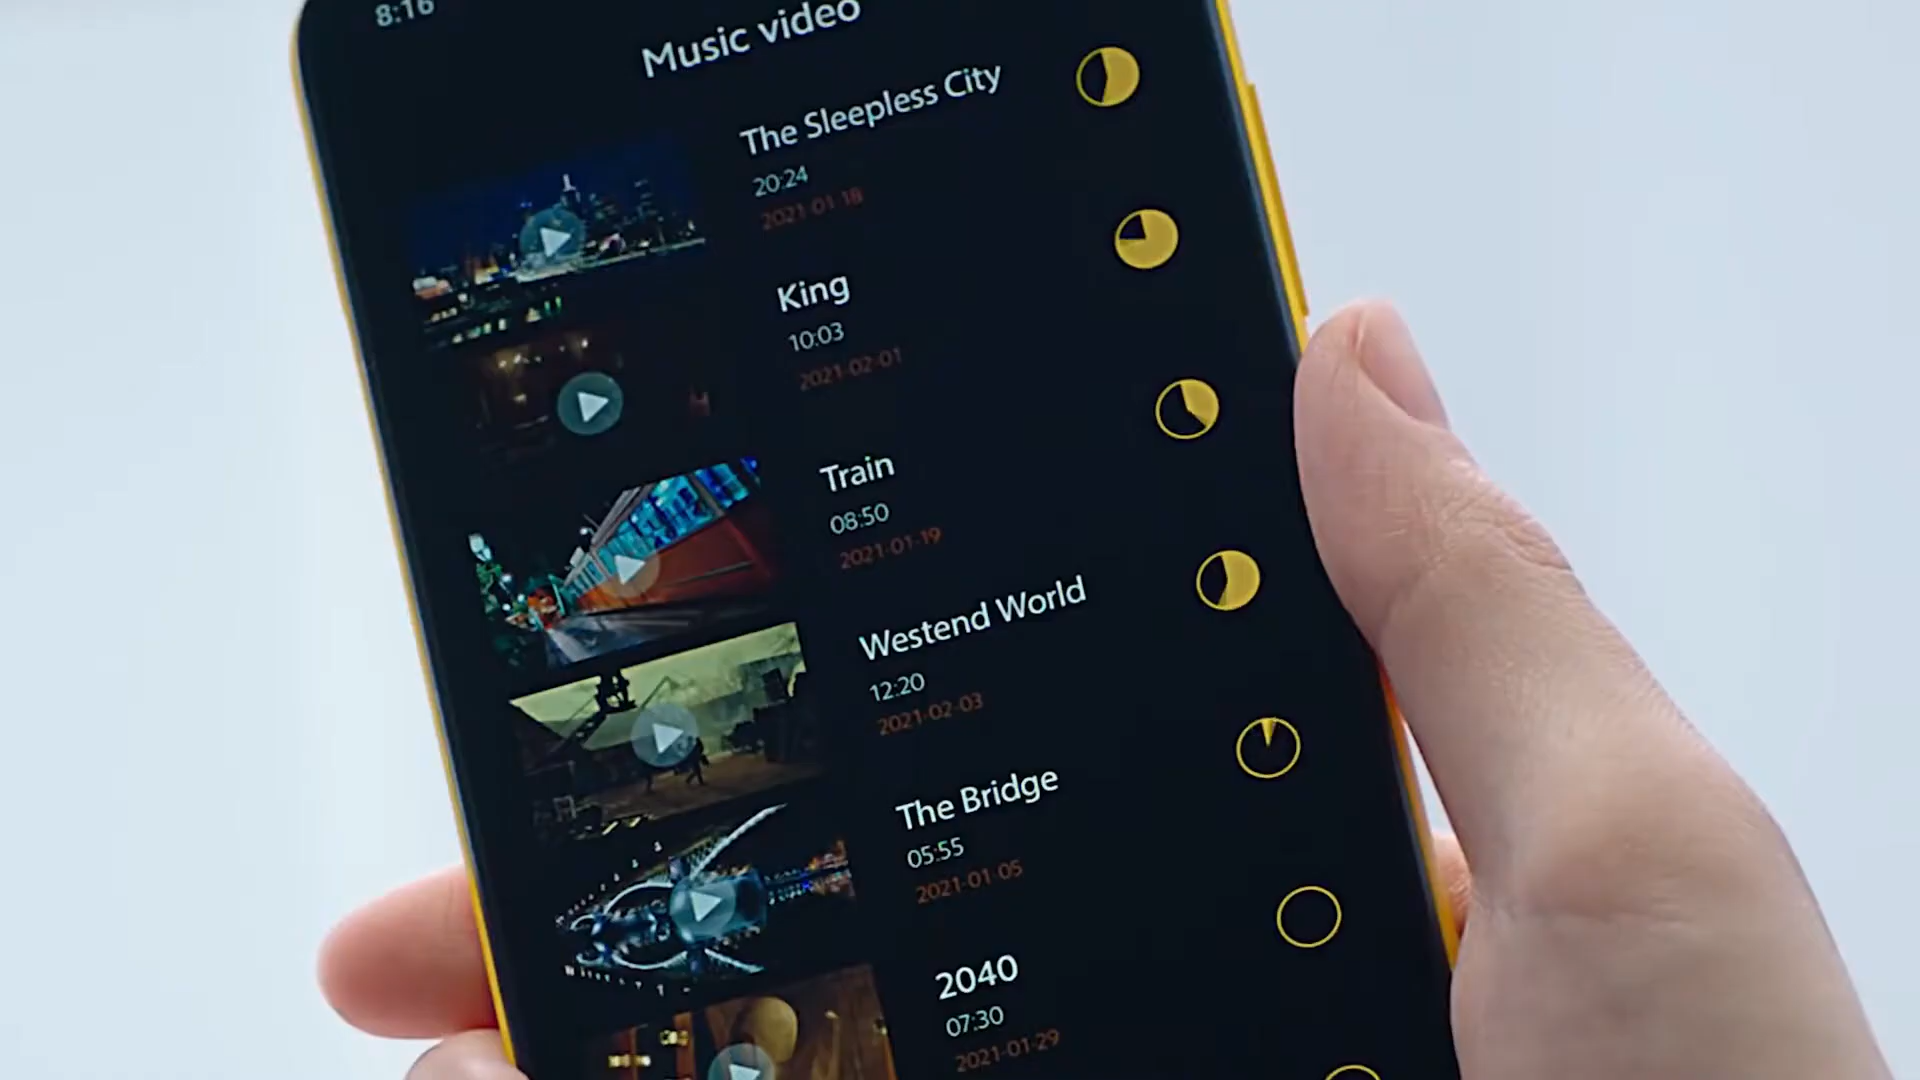 8:16
Music video
The Sleepless City
20:24
2021-01-18
King
10:03
2021-02-01
Train
08:50
2021-01-19
Westend World
12:20
2021-02-03
The Bridge
05:55
2021-01-05
2040
07:30
2021-01-29